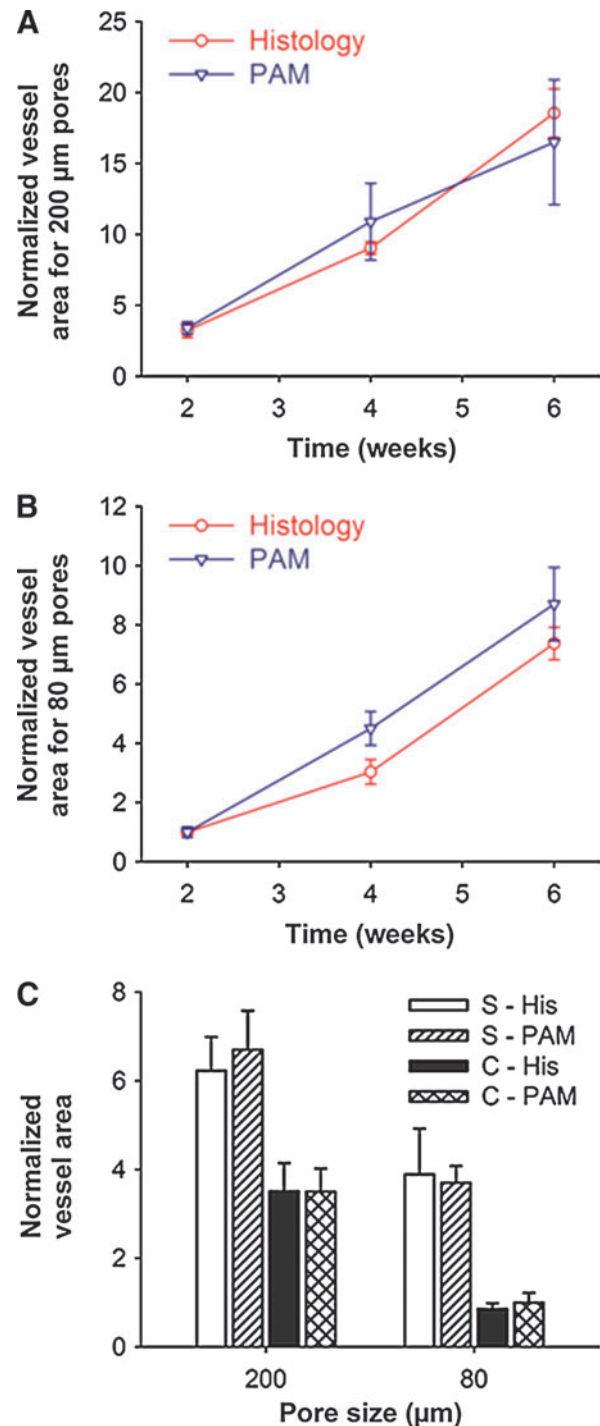 A
Normalized vessel
area for 200 µm pores
25
20
15
10
5
0
Histology
PAM
2 3 4 5 6
Time (weeks)
B
Normalized vessel
area for 80 µm pores
12
10
8
6
4
2
0
Histology
PAM
2 3 4 5 6
Time (weeks)
C
Normalized
vessel area
8
6
4
2
0
S - His
S - PAM
C - His
C - PAM
200 80
Pore size (µm)